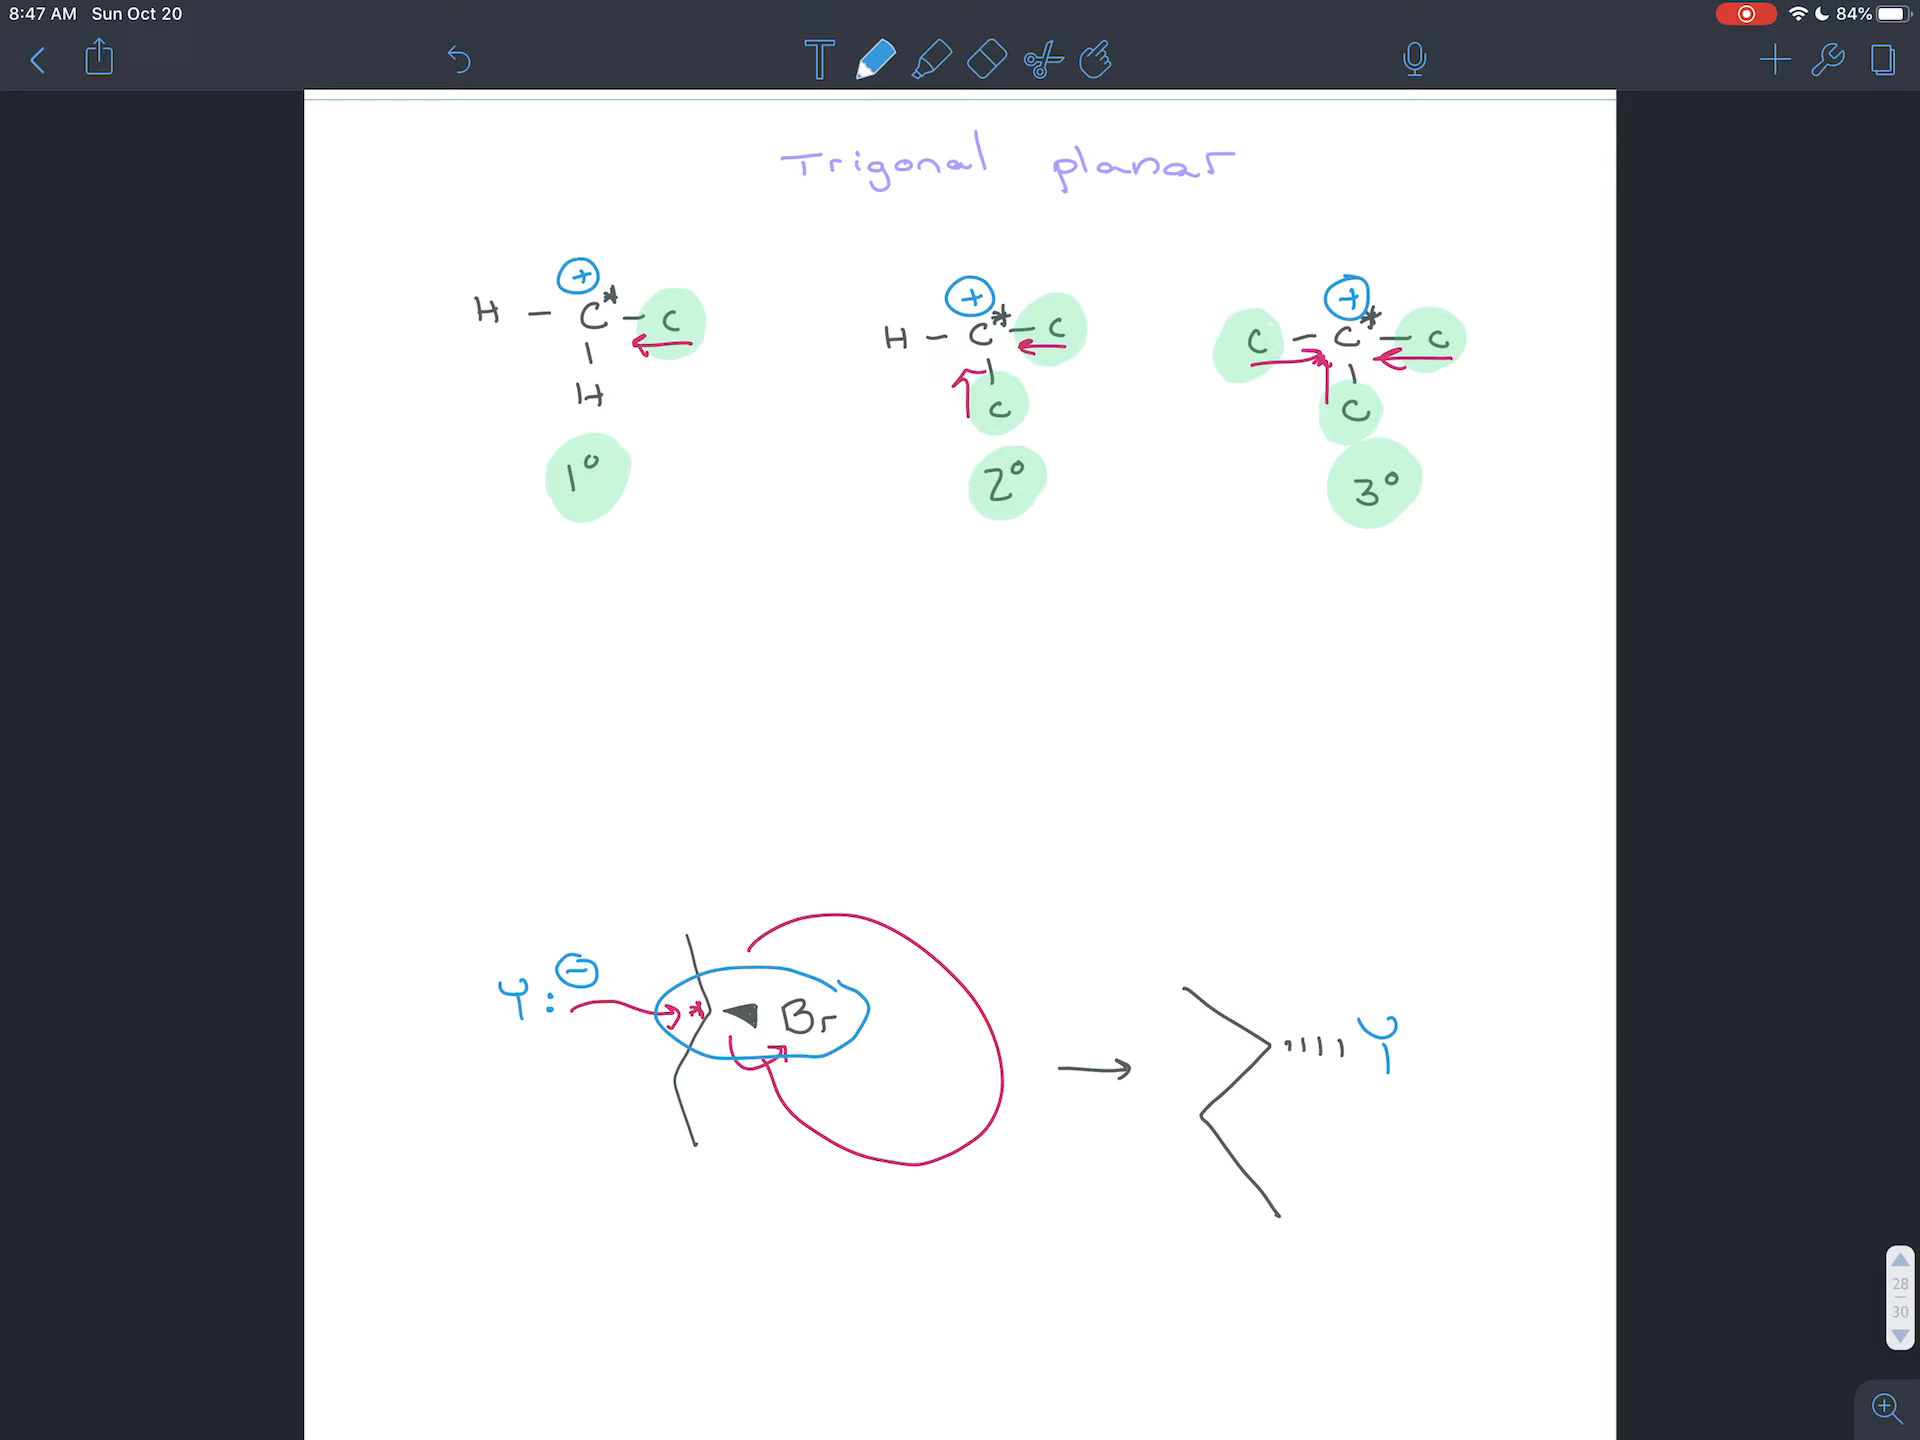 8:47 AM Sun Oct 20 84%
Trigonal planar
H - C* - C
+
H
1°
H - C* - C
+
C
2°
C - C* - C
+
C
3°
Y: - * Br → Y
28
30